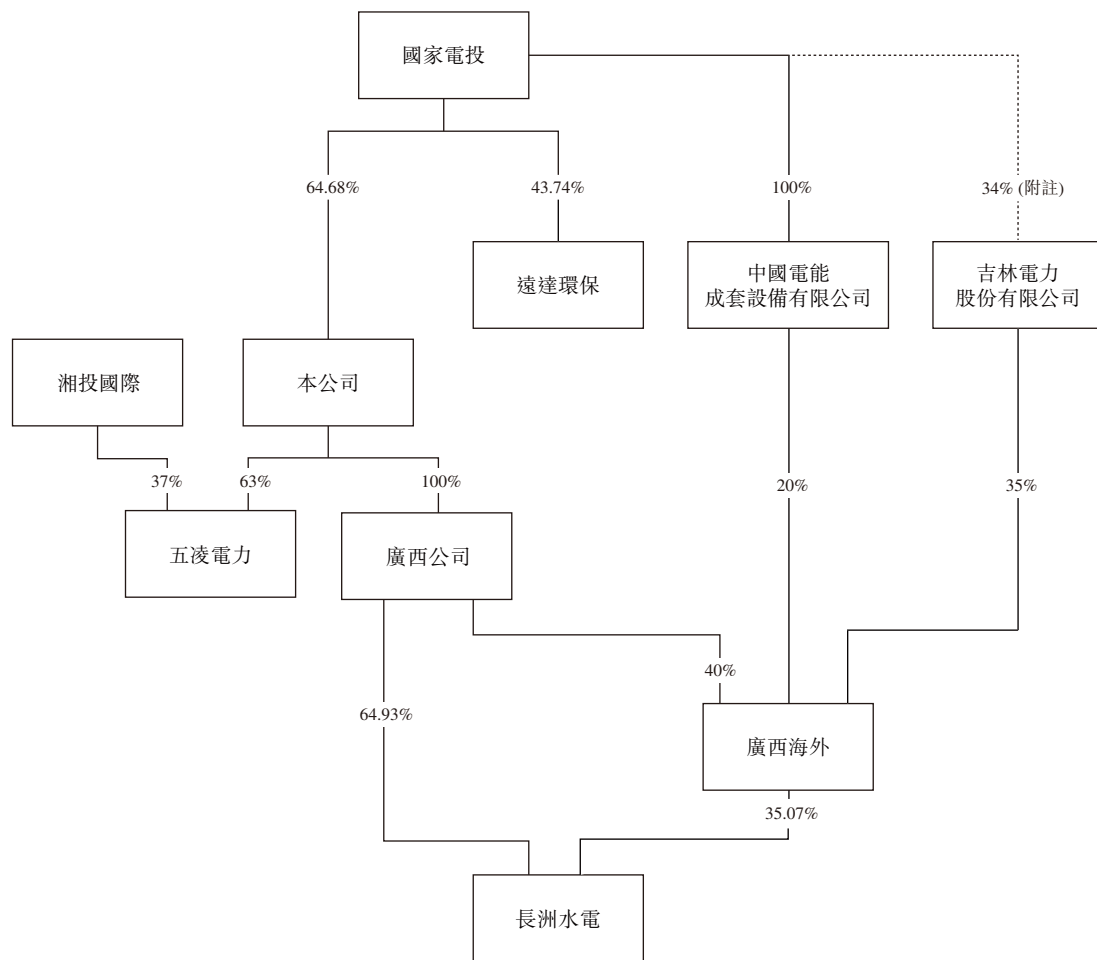 國家電投
64.68%
43.74%
100%
34% (附註)
遠達環保
中國電能
成套設備有限公司
吉林電力
股份有限公司
湘投國際
本公司
37%
63%
100%
20%
35%
五凌電力
廣西公司
40%
64.93%
廣西海外
35.07%
長洲水電